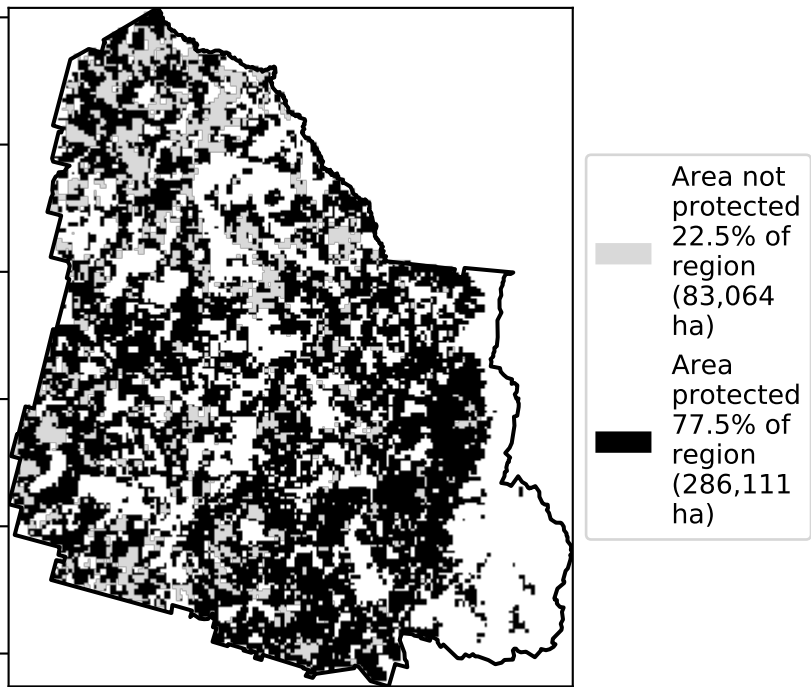 Area not
protected
22.5% of
region
(83,064
ha)
Area
protected
77.5% of
region
(286,111
ha)